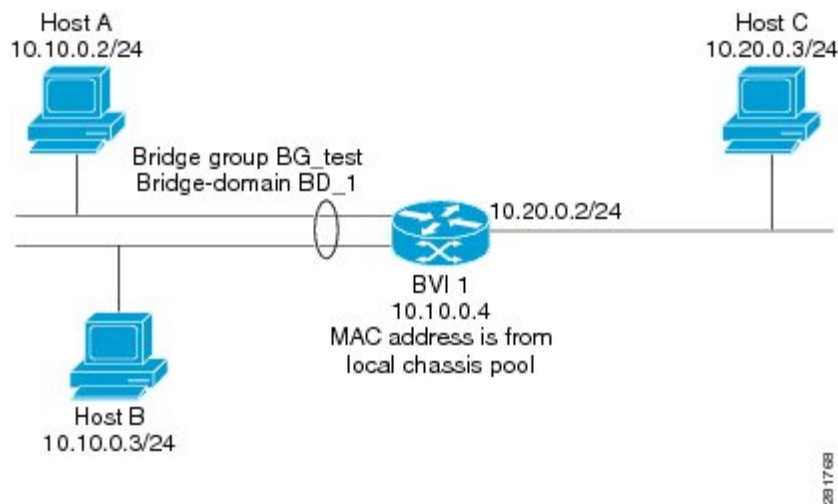 Host A
10.10.0.2/24
Host C
10.20.0.3/24
Bridge group BG_test
Bridge-domain BD_1
10.20.0.2/24
BVI 1
10.10.0.4
MAC address is from
local chassis pool
Host B
10.10.0.3/24
281768